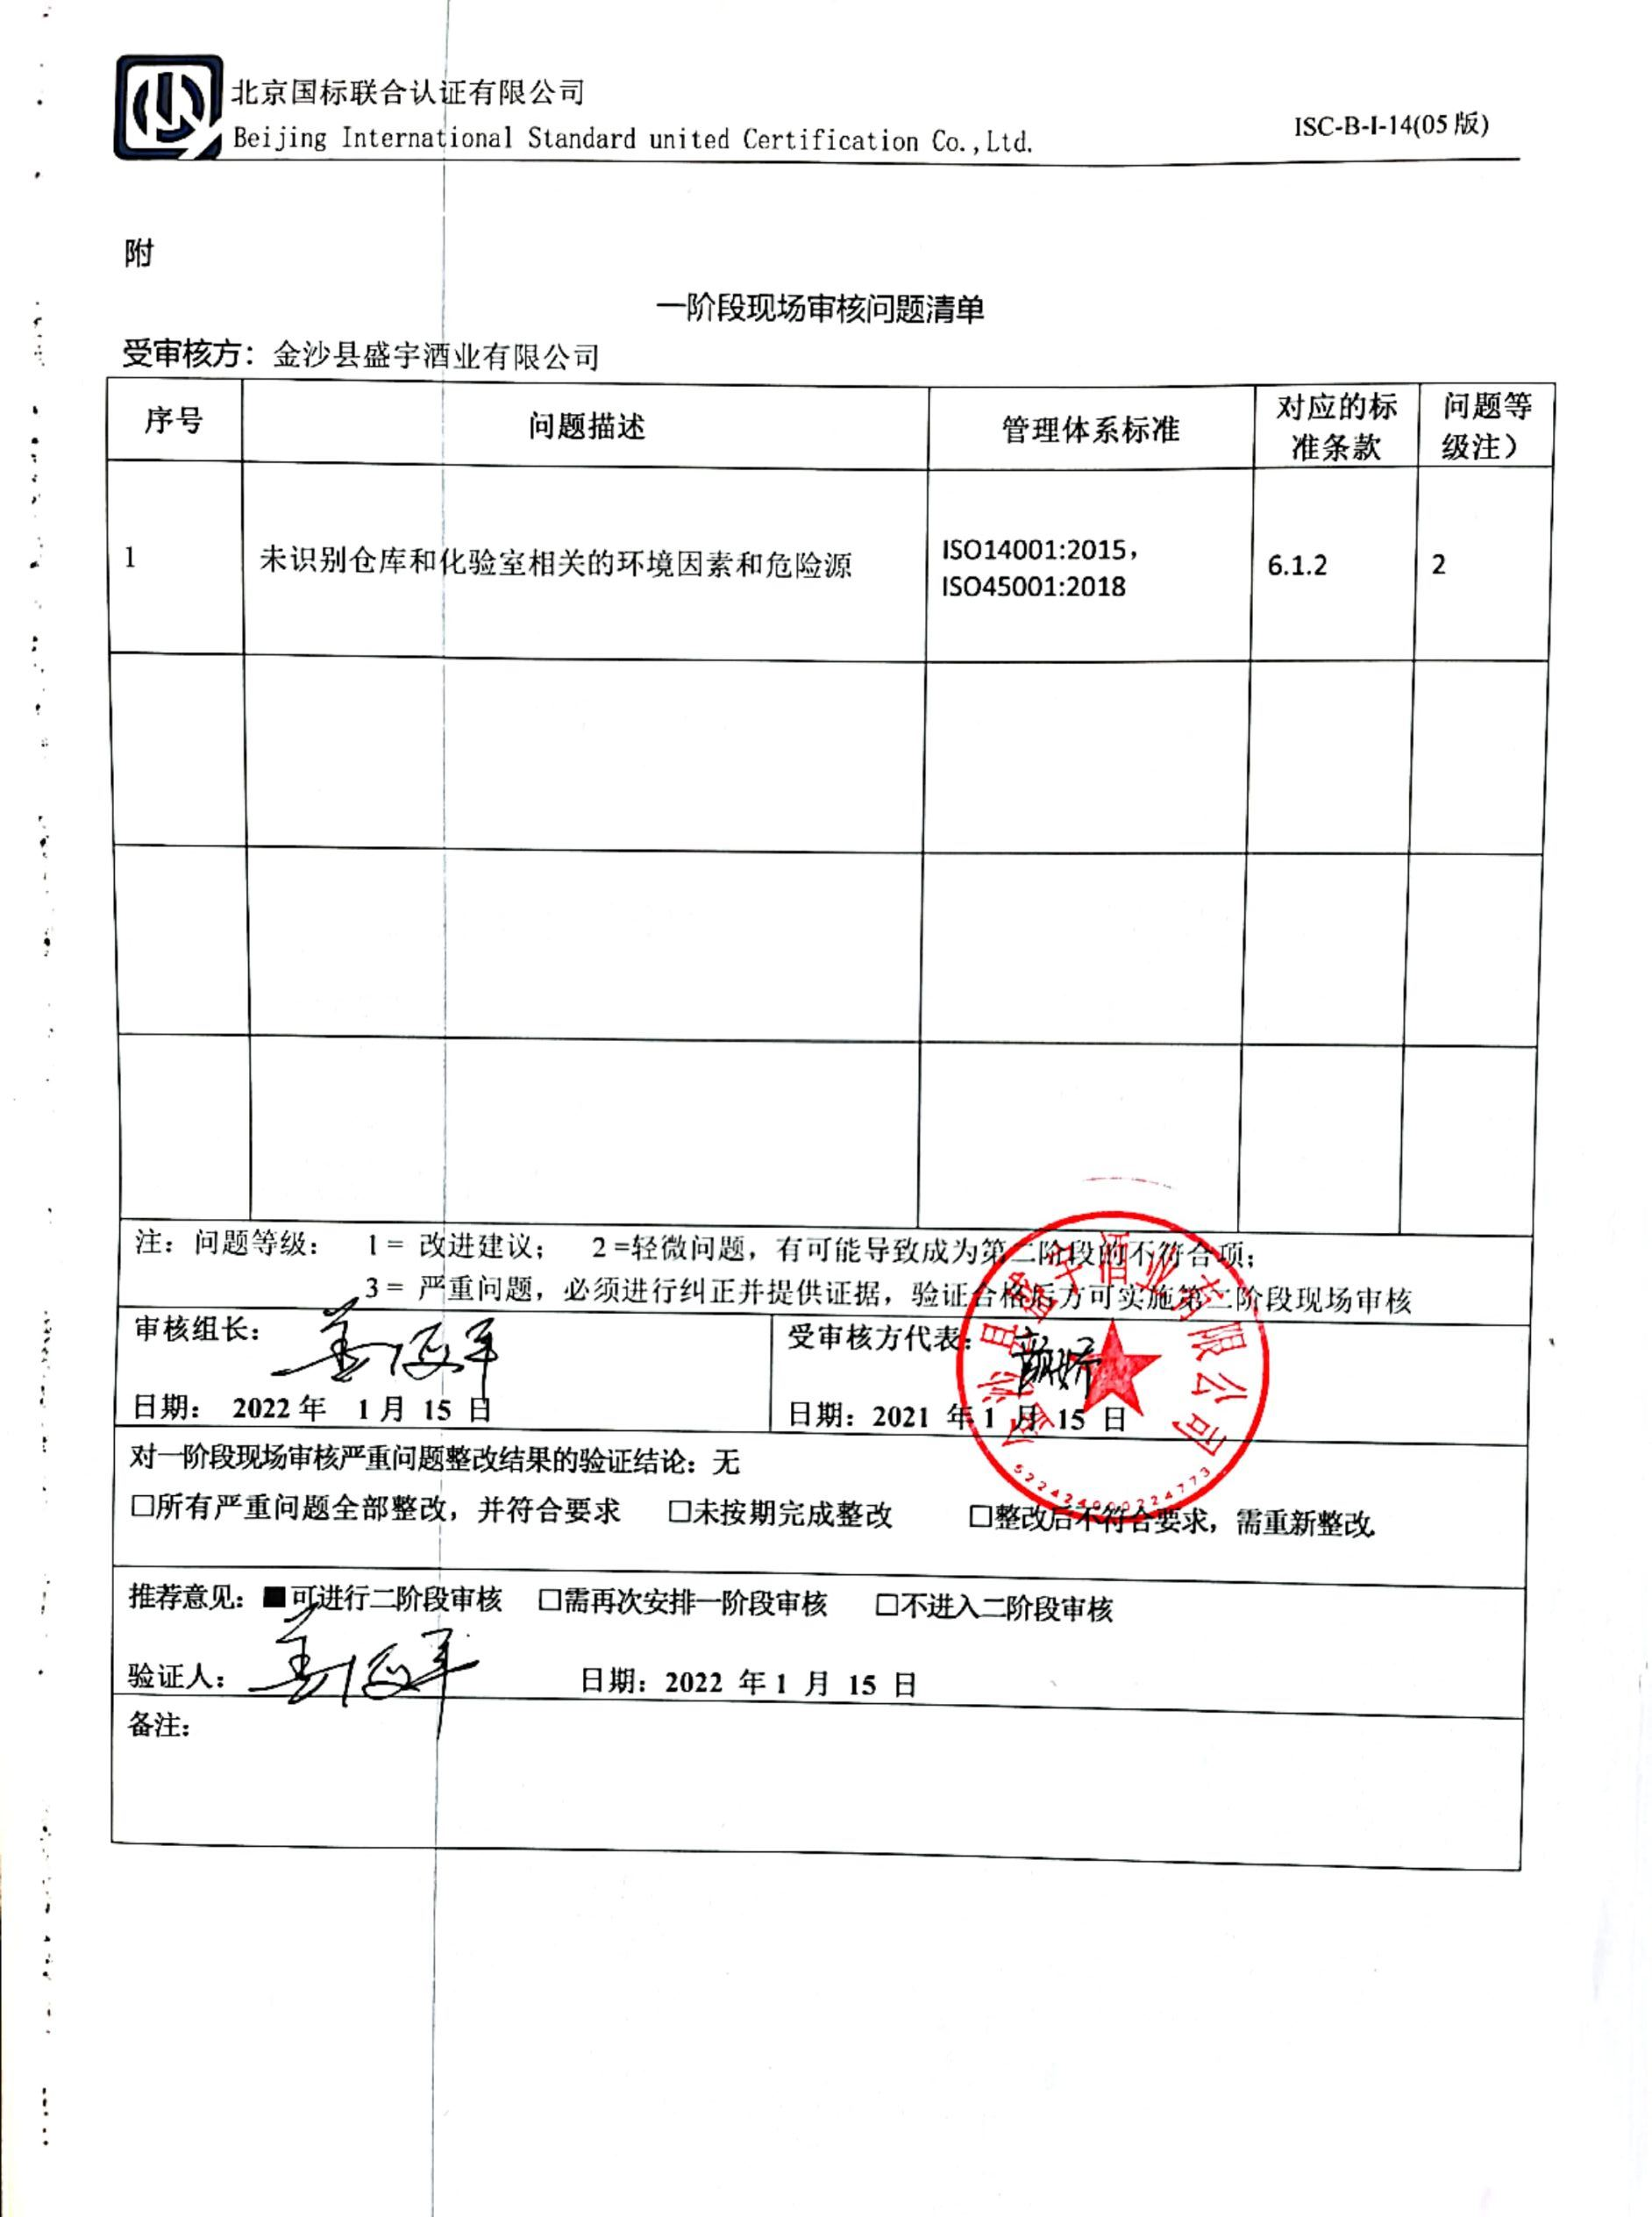 北京国标联合认证有限公司
Beijing International Standard united Certification Co.,Ltd.
ISC-B-I-14(05版)
附
一阶段现场审核问题清单
受审核方：金沙县盛宇酒业有限公司
序号 问题描述 管理体系标准 对应的标准条款 问题等级注）
1 未识别仓库和化验室相关的环境因素和危险源 ISO14001:2015， ISO45001:2018 6.1.2 2
注：问题等级： 1 = 改进建议； 2 =轻微问题，有可能导致成为第二阶段的不符合项；
3 = 严重问题，必须进行纠正并提供证据，验证合格后方可实施第二阶段现场审核
审核组长：
受审核方代表：颜娇
日期： 2022 年 1 月 15 日
日期：2021 年 1 月 15 日
金沙县盛宇酒业有限公司
522424000224773
对一阶段现场审核严重问题整改结果的验证结论：无
□所有严重问题全部整改，并符合要求 □未按期完成整改 □整改后不符合要求，需重新整改.
推荐意见：■可进行二阶段审核 □需再次安排一阶段审核 □不进入二阶段审核
验证人：
日期：2022 年 1 月 15 日
备注：